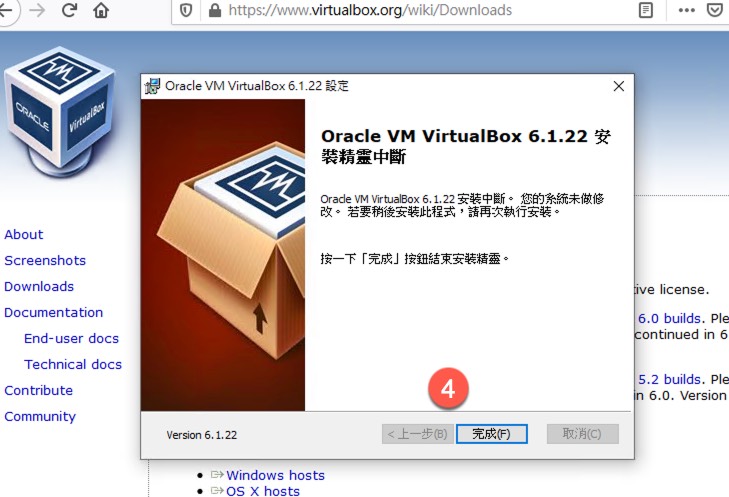 https://www.virtualbox.org/wiki/Downloads
VM
ORACLE
VirtualBox
Oracle VM VirtualBox 6.1.22 設定
Oracle VM VirtualBox 6.1.22 安
裝精靈中斷
Oracle VM VirtualBox 6.1.22 安裝中斷。 您的系統未做修
改。 若要稍後安裝此程式，請再次執行安裝。
按一下「完成」按鈕結束安裝精靈。
About
Screenshots
Downloads
Documentation
End-user docs
Technical docs
Contribute
Community
ive license.
6.0 builds. Ple
continued in 6
5.2 builds. Ple
in 6.0. Version
4
Version 6.1.22
< 上一步(B)
完成(F)
取消(C)
Windows hosts
OS X hosts